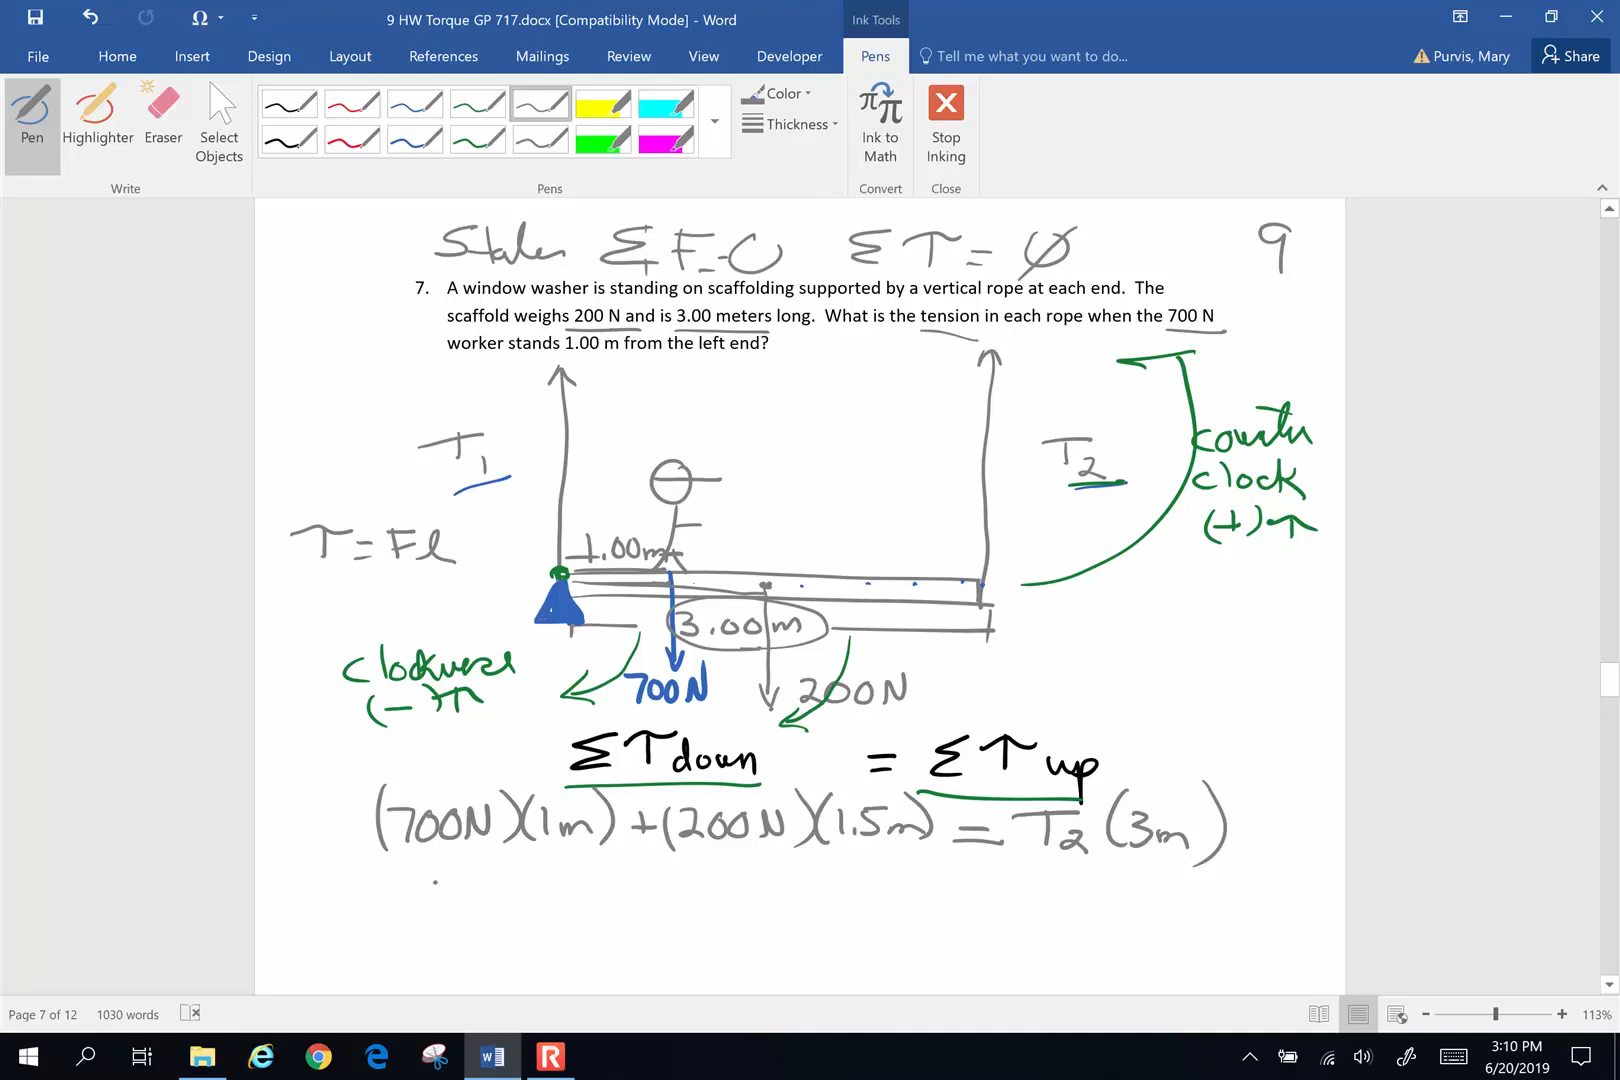 9 HW Torque GP 717.docx [Compatibility Mode] - Word
Ink Tools
File Home Insert Design Layout References Mailings Review View Developer Pens Tell me what you want to do... Purvis, Mary Share
Pen Highlighter Eraser Select Objects
Color
Thickness
Ink to Math
Stop Inking
Write Pens Convert Close
ΣF=0 Στ=0 9
7. A window washer is standing on scaffolding supported by a vertical rope at each end. The
scaffold weighs 200 N and is 3.00 meters long. What is the tension in each rope when the 700 N
worker stands 1.00 m from the left end?
T1
T2
counter
clock
(+)τ
τ=Fl
1.00m
3.00m
clockwise
(-)τ
700N
200N
Στdown = Στup
(700N)(1m)+(200N)(1.5m)=T2(3m)
Page 7 of 12 1030 words 113%
3:10 PM
6/20/2019